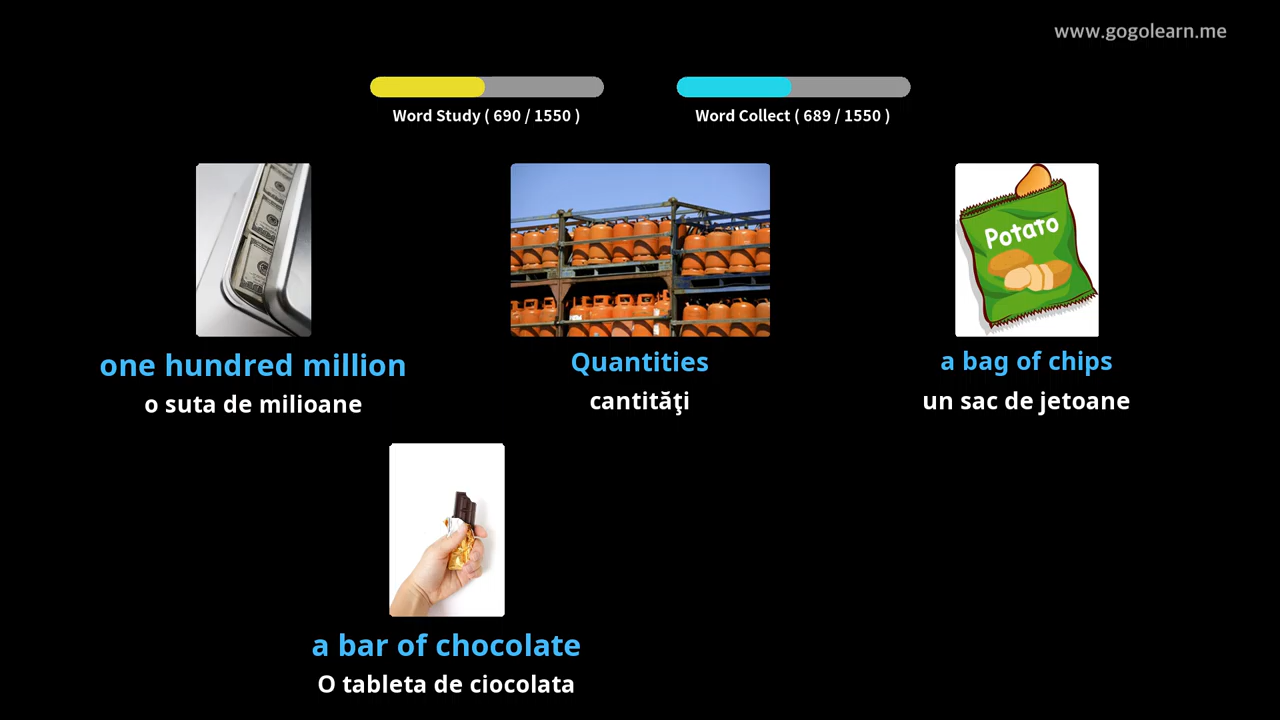 www.gogolearn.me
Word Study ( 690 / 1550 )
Word Collect ( 689 / 1550 )
Potato
one hundred million
o suta de milioane
Quantities
cantităţi
a bag of chips
un sac de jetoane
a bar of chocolate
O tableta de ciocolata